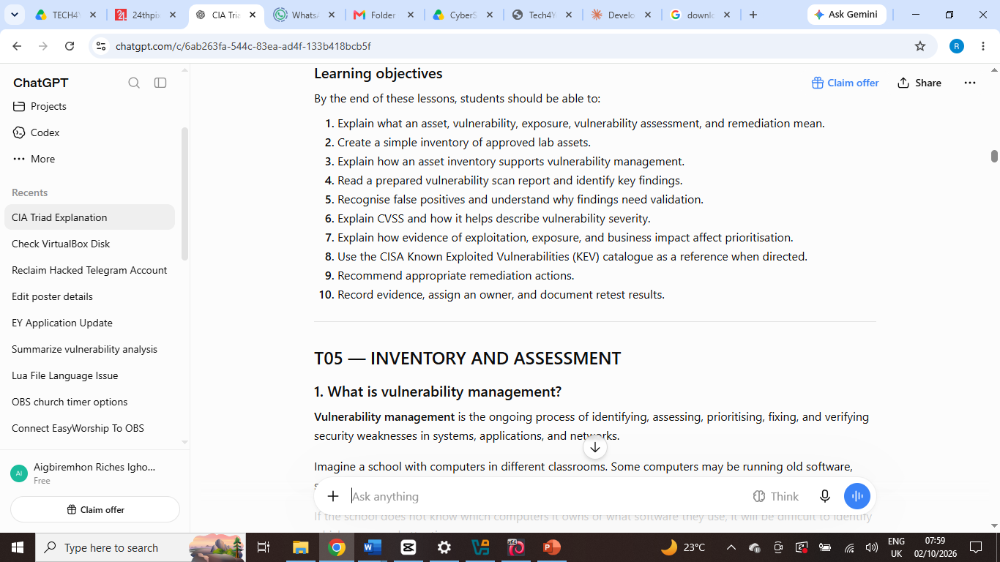 TECH4Y
24thpix
CIA Tria
WhatsA
Folder
CyberS
Tech4Y
Develo
downlo
Ask Gemini
chatgpt.com/c/6ab263fa-544c-83ea-ad4f-133b418bcb5f
R
ChatGPT
Projects
Codex
More
Recents
CIA Triad Explanation
Check VirtualBox Disk
Reclaim Hacked Telegram Account
Edit poster details
EY Application Update
Summarize vulnerability analysis
Lua File Language Issue
OBS church timer options
Connect EasyWorship To OBS
AI
Aigbiremhon Riches Igho...
Free
Claim offer
Claim offer
Share
Learning objectives
By the end of these lessons, students should be able to:
1. Explain what an asset, vulnerability, exposure, vulnerability assessment, and remediation mean.
2. Create a simple inventory of approved lab assets.
3. Explain how an asset inventory supports vulnerability management.
4. Read a prepared vulnerability scan report and identify key findings.
5. Recognise false positives and understand why findings need validation.
6. Explain CVSS and how it helps describe vulnerability severity.
7. Explain how evidence of exploitation, exposure, and business impact affect prioritisation.
8. Use the CISA Known Exploited Vulnerabilities (KEV) catalogue as a reference when directed.
9. Recommend appropriate remediation actions.
10. Record evidence, assign an owner, and document retest results.
T05 — INVENTORY AND ASSESSMENT
1. What is vulnerability management?
Vulnerability management is the ongoing process of identifying, assessing, prioritising, fixing, and verifying
security weaknesses in systems, applications, and networks.
Imagine a school with computers in different classrooms. Some computers may be running old software,
Ask anything
Think
If the school does not know which computers it owns or what software they use, it will be difficult to identify
Type here to search
23°C
ENG
UK
07:59
02/10/2026